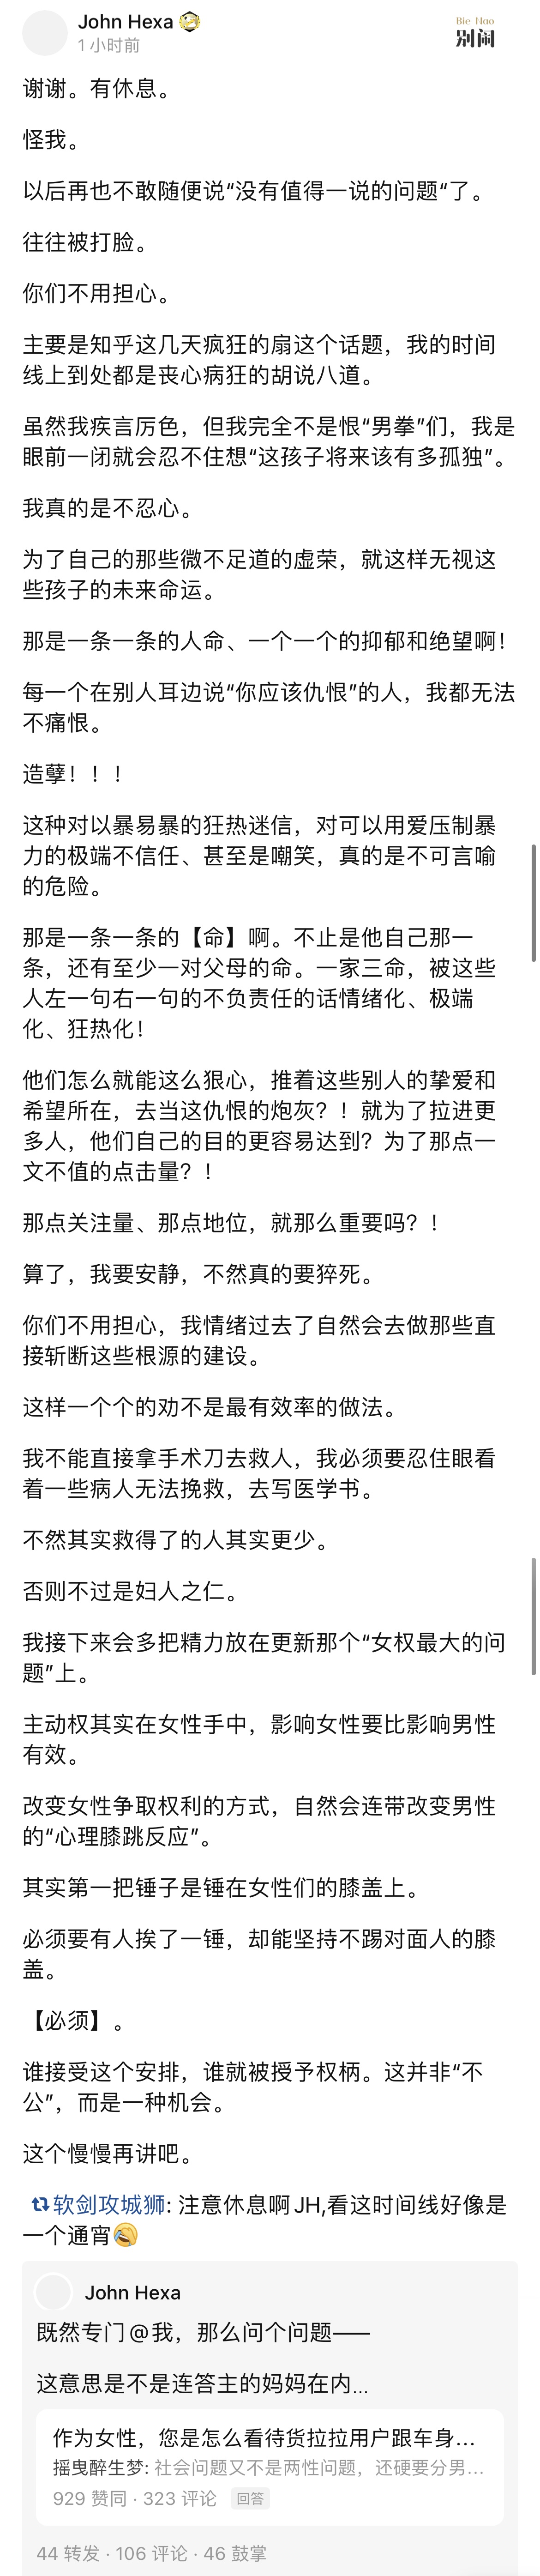 John Hexa
1 小时前
Bie Nao
别闹
谢谢。有休息。
怪我。
以后再也不敢随便说“没有值得一说的问题“了。
往往被打脸。
你们不用担心。
主要是知乎这几天疯狂的扇这个话题，我的时间
线上到处都是丧心病狂的胡说八道。
虽然我疾言厉色，但我完全不是恨“男拳”们，我是
眼前一闭就会忍不住想“这孩子将来该有多孤独”。
我真的是不忍心。
为了自己的那些微不足道的虚荣，就这样无视这
些孩子的未来命运。
那是一条一条的人命、一个一个的抑郁和绝望啊！
每一个在别人耳边说“你应该仇恨”的人，我都无法
不痛恨。
造孽！！！
这种对以暴易暴的狂热迷信，对可以用爱压制暴
力的极端不信任、甚至是嘲笑，真的是不可言喻
的危险。
那是一条一条的【命】啊。不止是他自己那一
条，还有至少一对父母的命。一家三命，被这些
人左一句右一句的不负责任的话情绪化、极端
化、狂热化！
他们怎么就能这么狠心，推着这些别人的挚爱和
希望所在，去当这仇恨的炮灰？！就为了拉进更
多人，他们自己的目的更容易达到？为了那点一
文不值的点击量？！
那点关注量、那点地位，就那么重要吗？！
算了，我要安静，不然真的要猝死。
你们不用担心，我情绪过去了自然会去做那些直
接斩断这些根源的建设。
这样一个个的劝不是最有效率的做法。
我不能直接拿手术刀去救人，我必须要忍住眼看
着一些病人无法挽救，去写医学书。
不然其实救得了的人其实更少。
否则不过是妇人之仁。
我接下来会多把精力放在更新那个“女权最大的问
题”上。
主动权其实在女性手中，影响女性要比影响男性
有效。
改变女性争取权利的方式，自然会连带改变男性
的“心理膝跳反应”。
其实第一把锤子是锤在女性们的膝盖上。
必须要有人挨了一锤，却能坚持不踢对面人的膝
盖。
【必须】。
谁接受这个安排，谁就被授予权柄。这并非“不
公”，而是一种机会。
这个慢慢再讲吧。
软剑攻城狮: 注意休息啊JH,看这时间线好像是
一个通宵
John Hexa
既然专门@我，那么问个问题——
这意思是不是连答主的妈妈在内...
作为女性，您是怎么看待货拉拉用户跟车身...
摇曳醉生梦: 社会问题又不是两性问题，还硬要分男...
929 赞同 · 323 评论 回答
44 转发 · 106 评论 · 46 鼓掌